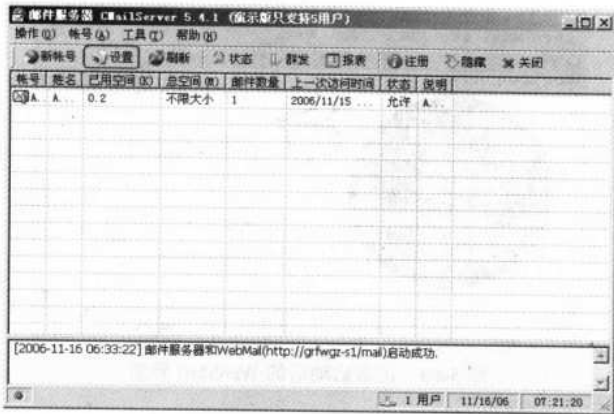 邮件服务器 CMailServer 5.4.1 (演示版只支持5用户)
操作(O) 帐号(A) 工具(T) 帮助(H)
新帐号 设置 刷新 状态 群发 报表 注册 隐藏 关闭
帐号 姓名 已用空间(K) 总空间(M) 邮件数量 上一次访问时间 状态 说明
A.. A... 0.2 不限大小 1 2006/11/15 ... 允许 A...
[2006-11-16 06:33:22] 邮件服务器和WebMail(http://grfwgz-s1/mail)启动成功.
1 用户 11/16/06 07:21:20